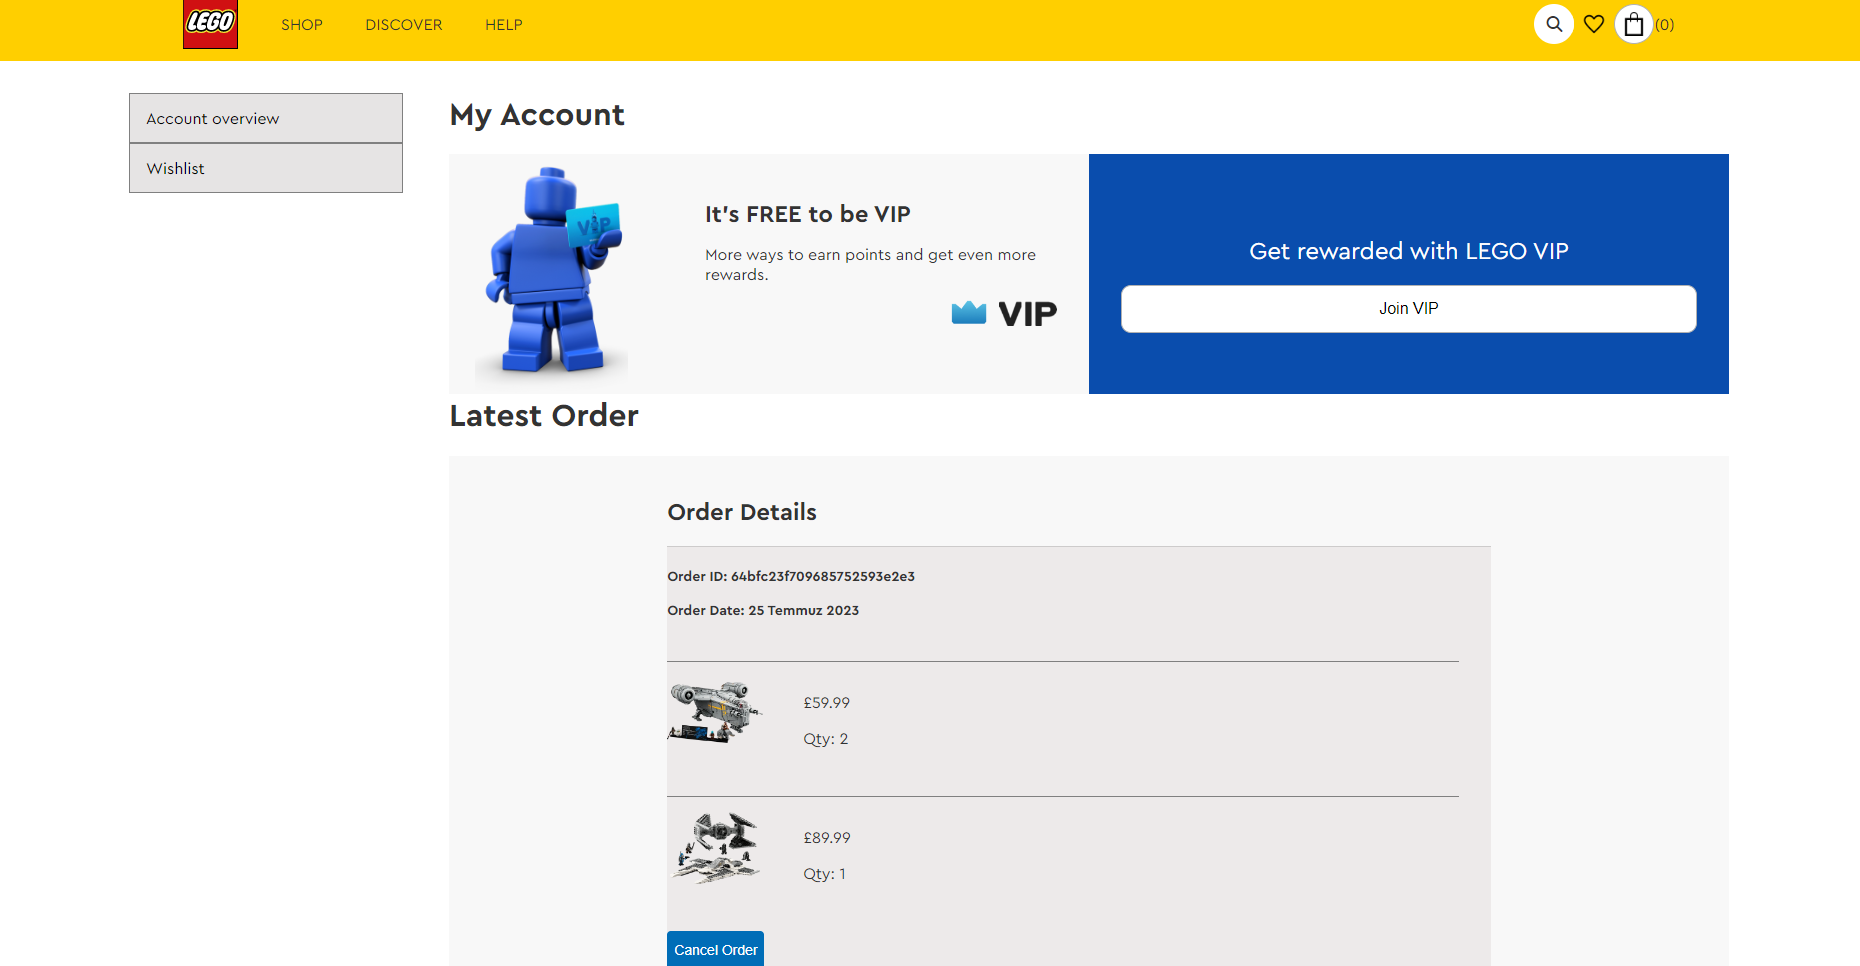 LEGO
SHOP
DISCOVER
HELP
(0)
Account overview
Wishlist
My Account
VIP
It's FREE to be VIP
More ways to earn points and get even more
rewards.
VIP
Get rewarded with LEGO VIP
Join VIP
Latest Order
Order Details
Order ID: 64bfc23f709685752593e2e3
Order Date: 25 Temmuz 2023
£59.99
Qty: 2
£89.99
Qty: 1
Cancel Order